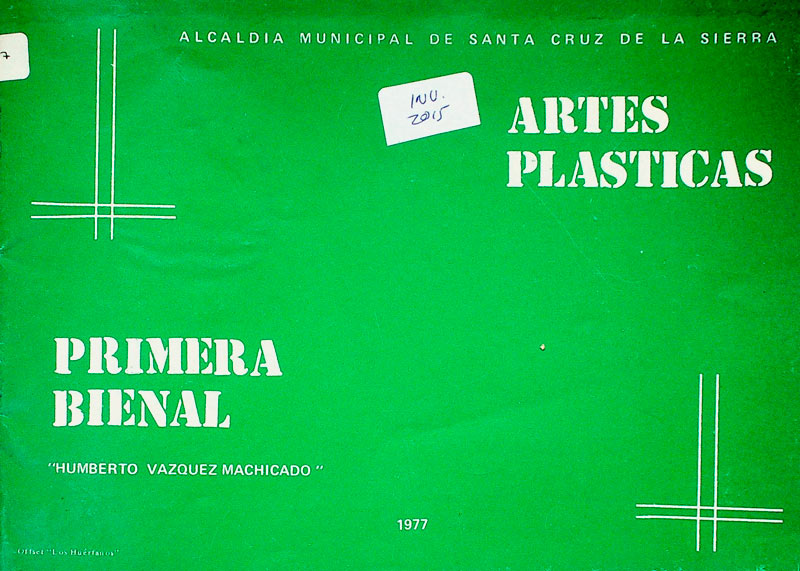 ALCALDIA MUNICIPAL DE SANTA CRUZ DE LA SIERRA
7
INV.
2015
ARTES
PLASTICAS
PRIMERA
BIENAL
"HUMBERTO VAZQUEZ MACHICADO"
1977
Offset "Los Huérfanos"